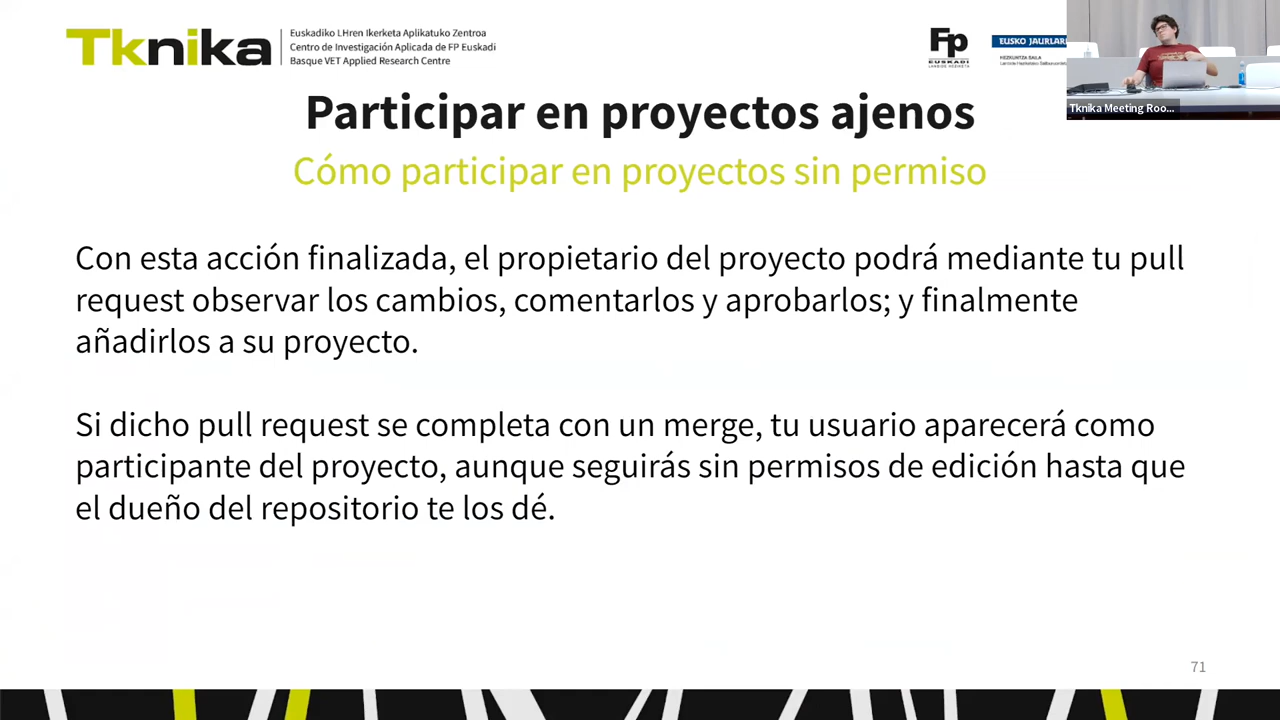 Tknika
Euskadiko LHren Ikerketa Aplikatuko Zentroa
Centro de Investigación Aplicada de FP Euskadi
Basque VET Applied Research Centre
Fp
EUSKADI
LANBIDE HEZIKETA
EUSKO JAURLARI
HEZKUNTZA SAILA
Tknika Meeting Roo...
Participar en proyectos ajenos
Cómo participar en proyectos sin permiso
Con esta acción finalizada, el propietario del proyecto podrá mediante tu pull
request observar los cambios, comentarlos y aprobarlos; y finalmente
añadirlos a su proyecto.
Si dicho pull request se completa con un merge, tu usuario aparecerá como
participante del proyecto, aunque seguirás sin permisos de edición hasta que
el dueño del repositorio te los dé.
71